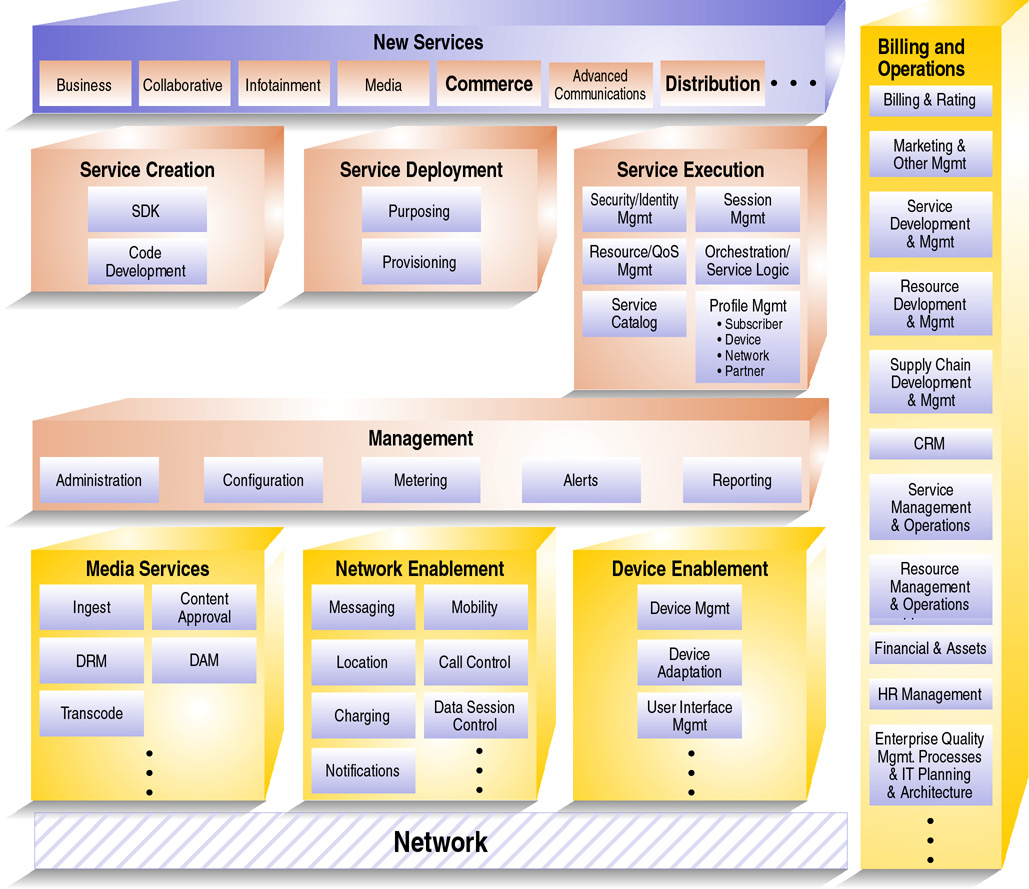 New Services
Business
Collaborative
Infotainment
Media
Commerce
Advanced
Communications
Distribution
Service Creation
SDK
Code
Development
Service Deployment
Purposing
Provisioning
Service Execution
Security/Identity
Mgmt
Session
Mgmt
Resource/QoS
Mgmt
Orchestration/
Service Logic
Service
Catalog
Profile Mgmt
• Subscriber
• Device
• Network
• Partner
Management
Administration
Configuration
Metering
Alerts
Reporting
Media Services
Ingest
Content
Approval
DRM
DAM
Transcode
Network Enablement
Messaging
Mobility
Location
Call Control
Charging
Data Session
Control
Notifications
Device Enablement
Device Mgmt
Device
Adaptation
User Interface
Mgmt
Network
Billing and
Operations
Billing & Rating
Marketing &
Other Mgmt
Service
Development
& Mgmt
Resource
Devlopment
& Mgmt
Supply Chain
Development
& Mgmt
CRM
Service
Management
& Operations
Resource
Management
& Operations
Financial & Assets
HR Management
Enterprise Quality
Mgmt. Processes
& IT Planning
& Architecture